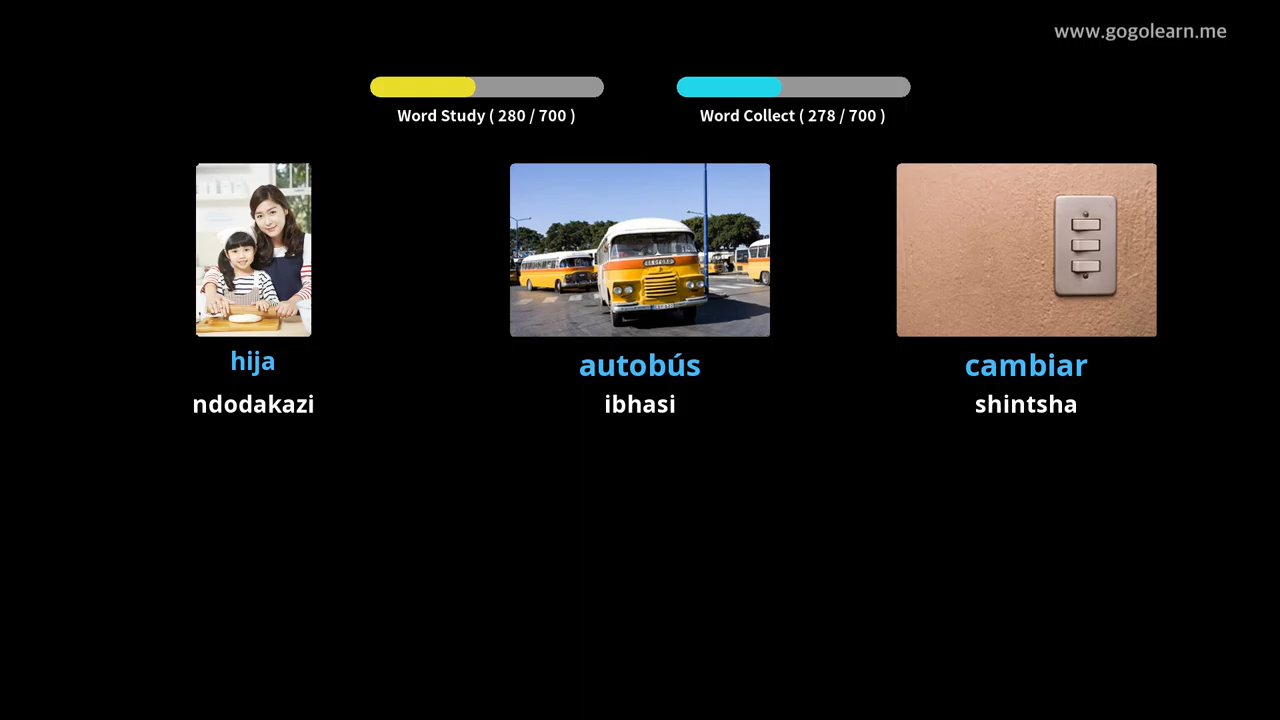 www.gogolearn.me
Word Study ( 280 / 700 )
Word Collect ( 278 / 700 )
hija
autobús
cambiar
ndodakazi
ibhasi
shintsha